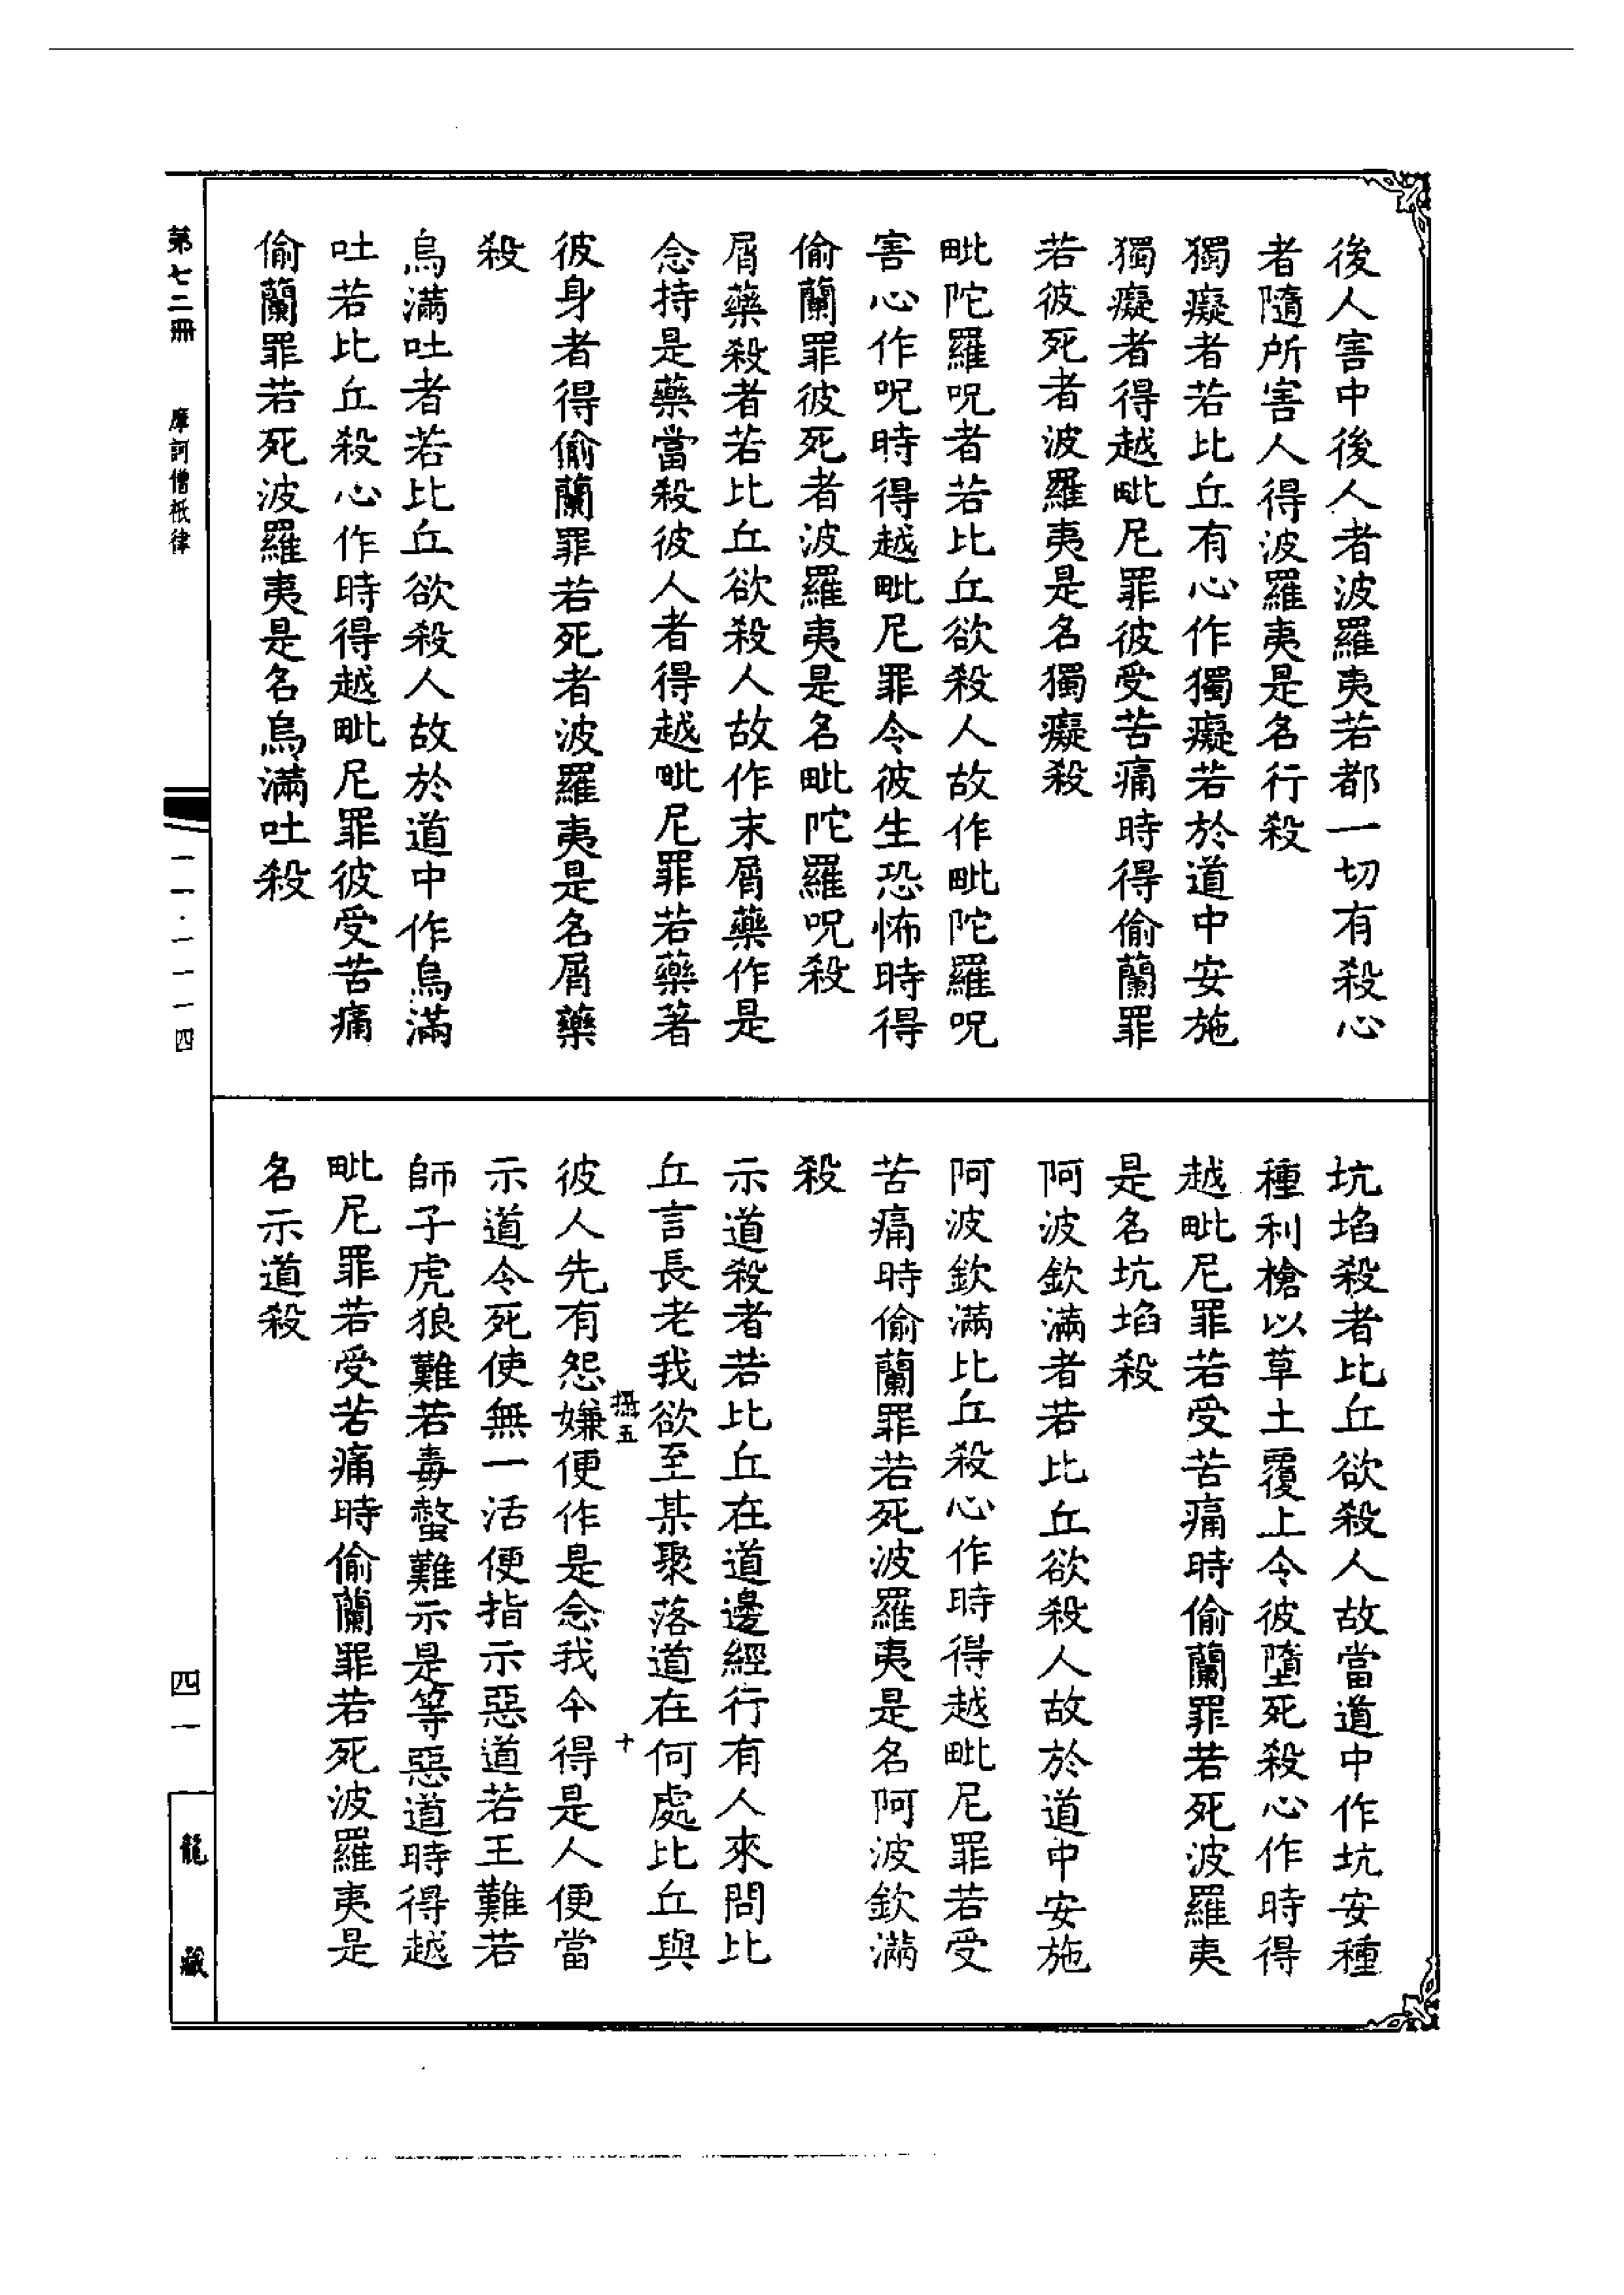 後人害中後人者波羅夷若都一切有殺心
者隨所害人得波羅夷是名行殺
獨癡者若比丘有心作獨癡若於道中安施
獨癡者得越毗尼罪彼受苦痛時得偷蘭罪
若彼死者波羅夷是名獨癡殺
毗陀羅呪者若比丘欲殺人故作毗陀羅呪
害心作呪時得越毗尼罪令彼生恐怖時得
偷蘭罪彼死者波羅夷是名毗陀羅呪殺
屑藥殺者若比丘欲殺人故作末屑藥作是
念持是藥當殺彼人者得越毗尼罪若藥著
彼身者得偷蘭罪若死者波羅夷是名屑藥
殺
烏滿吐者若比丘欲殺人故於道中作烏滿
吐若比丘殺心作時得越毗尼罪彼受苦痛
偷蘭罪若死波羅夷是名烏滿吐殺
坑埳殺者比丘欲殺人故當道中作坑安種
種利槍以草土覆上令彼墮死殺心作時得
越毗尼罪若受苦痛時偷蘭罪若死波羅夷
是名坑埳殺
阿波欽滿者若比丘欲殺人故於道中安施
阿波欽滿比丘殺心作時得越毗尼罪若受
苦痛時偷蘭罪若死波羅夷是名阿波欽滿
殺
示道殺者若比丘在道邊經行有人來問比
丘言長老我欲至某聚落道在何處比丘與
攝五 十
彼人先有怨嫌便作是念我今得是人便當
示道令死使無一活便指示惡道若王難若
師子虎狼難若毒螫難示是等惡道時得越
毗尼罪若受苦痛時偷蘭罪若死波羅夷是
名示道殺
第七二冊 摩訶僧祇律 一一·一一一四 四一 龍藏